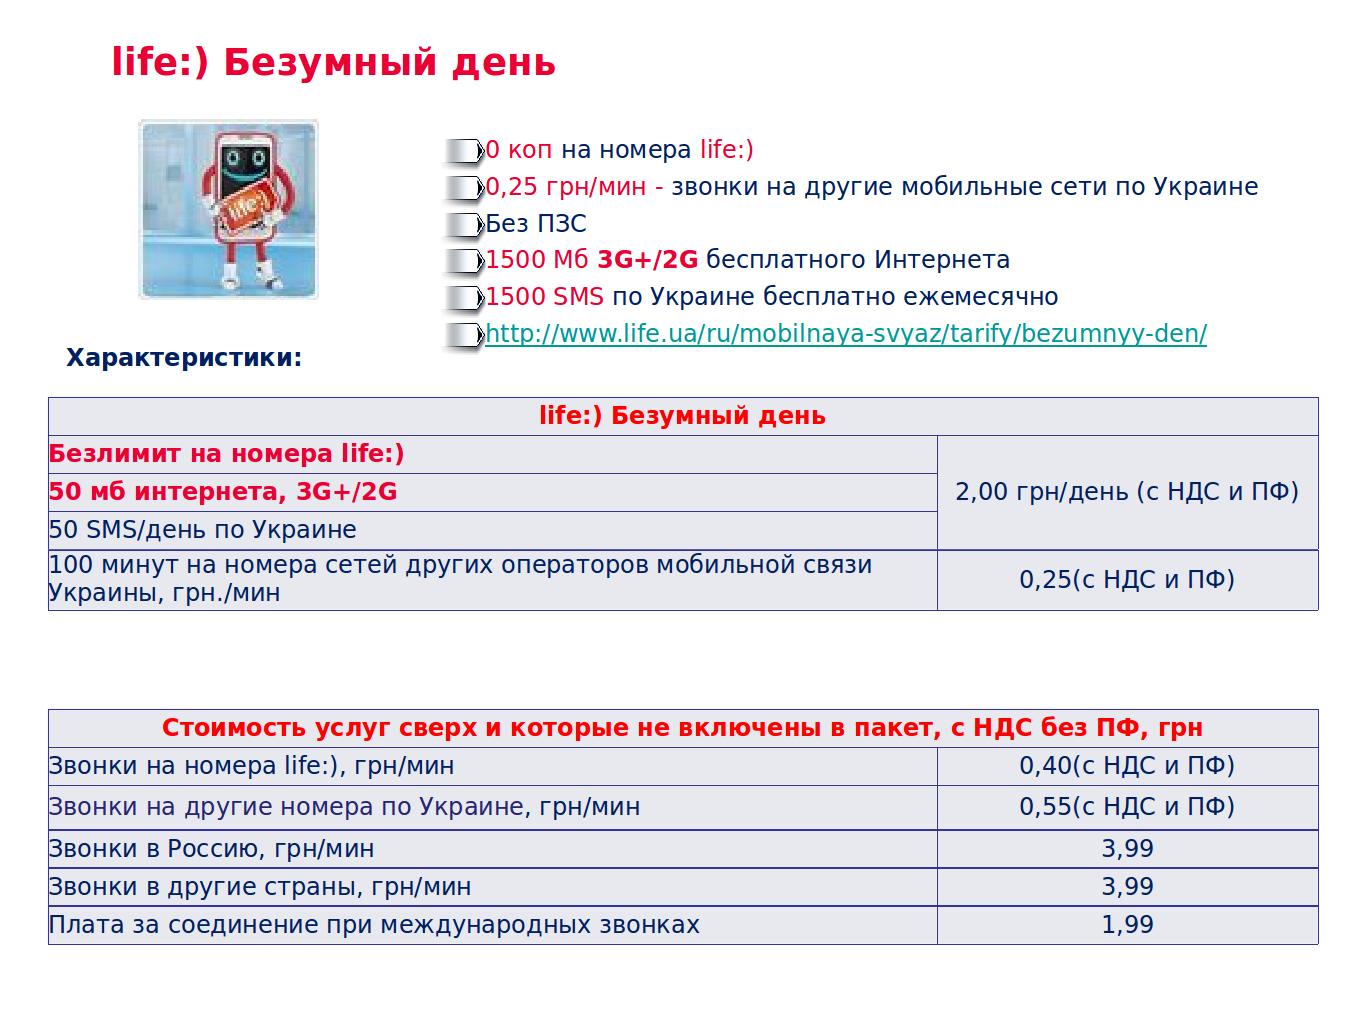 life:) Безумный день
life:)
0 коп на номера life:)
0,25 грн/мин - звонки на другие мобильные сети по Украине
Без ПЗС
1500 Мб 3G+/2G бесплатного Интернета
1500 SMS по Украине бесплатно ежемесячно
http://www.life.ua/ru/mobilnaya-svyaz/tarify/bezumnyy-den/
Характеристики:
life:) Безумный день
Безлимит на номера life:)
50 мб интернета, 3G+/2G
2,00 грн/день (с НДС и ПФ)
50 SMS/день по Украине
100 минут на номера сетей других операторов мобильной связи
Украины, грн./мин
0,25(с НДС и ПФ)
Стоимость услуг сверх и которые не включены в пакет, с НДС без ПФ, грн
Звонки на номера life:), грн/мин 0,40(с НДС и ПФ)
Звонки на другие номера по Украине, грн/мин 0,55(с НДС и ПФ)
Звонки в Россию, грн/мин 3,99
Звонки в другие страны, грн/мин 3,99
Плата за соединение при международных звонках 1,99